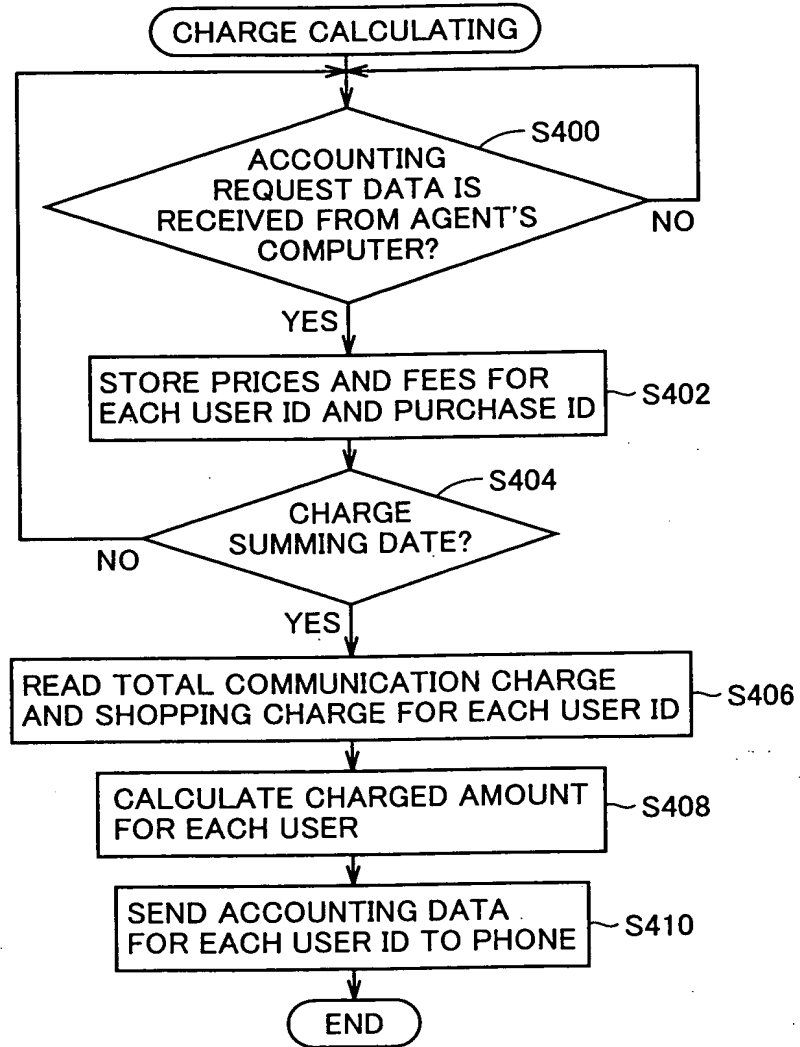 CHARGE CALCULATING
S400
ACCOUNTING
REQUEST DATA IS
RECEIVED FROM AGENT'S
COMPUTER?
NO
YES
STORE PRICES AND FEES FOR
EACH USER ID AND PURCHASE ID
S402
S404
CHARGE
SUMMING DATE?
NO
YES
READ TOTAL COMMUNICATION CHARGE
AND SHOPPING CHARGE FOR EACH USER ID
S406
CALCULATE CHARGED AMOUNT
FOR EACH USER
S408
SEND ACCOUNTING DATA
FOR EACH USER ID TO PHONE
S410
END